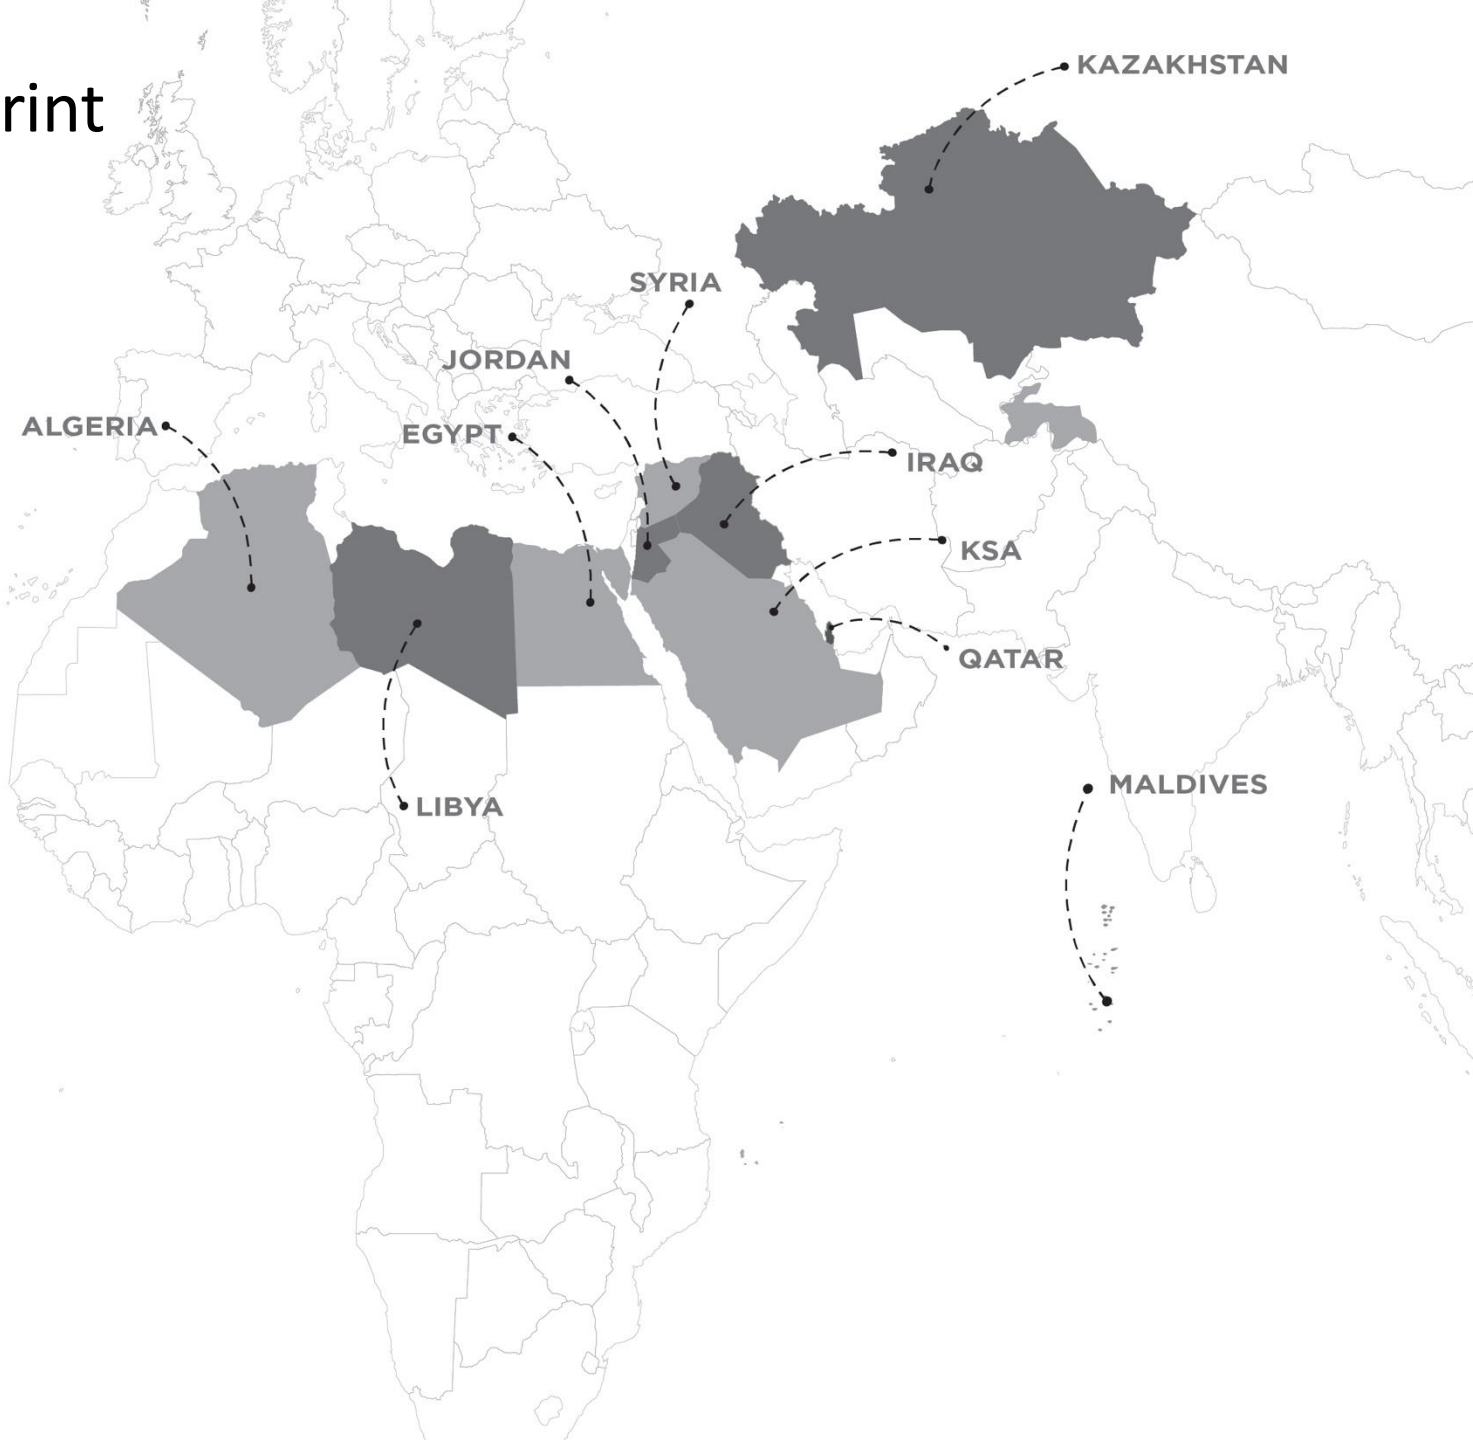 rint
KAZAKHSTAN
SYRIA
JORDAN
ALGERIA
EGYPT
IRAQ
KSA
QATAR
MALDIVES
LIBYA